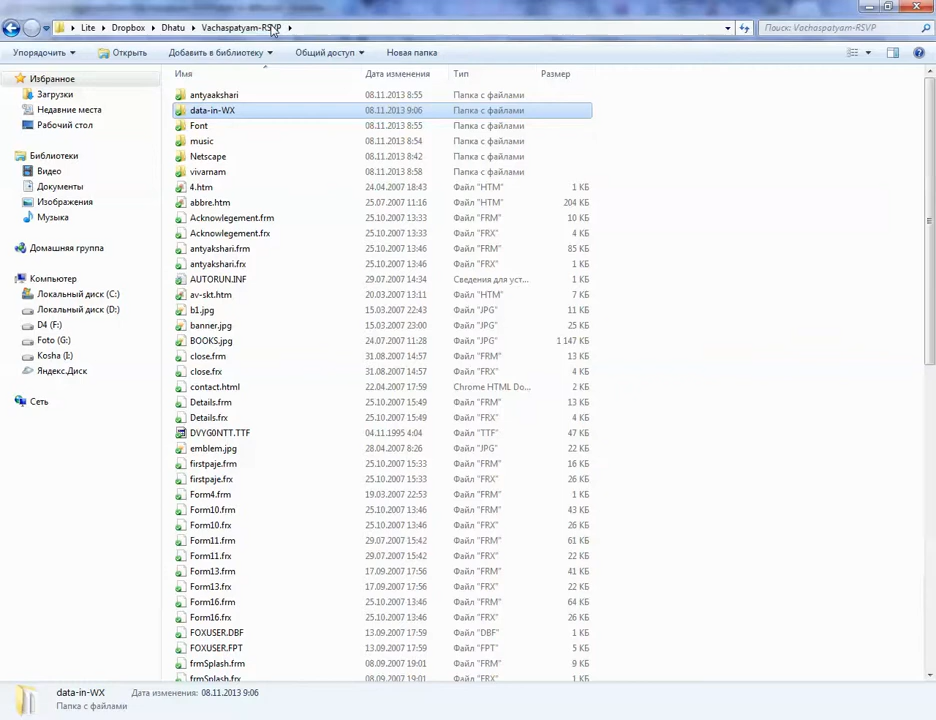 Lite Dropbox Dhatu Vachaspatyam-RSVP Поиск: Vachaspatyam-RSVP
Упорядочить Открыть Добавить в библиотеку Общий доступ Новая папка
Избранное
Загрузки
Недавние места
Рабочий стол
Библиотеки
Видео
Документы
Изображения
Музыка
Домашняя группа
Компьютер
Локальный диск (C:)
Локальный диск (D:)
D4 (F:)
Foto (G:)
Kosha (I:)
Яндекс.Диск
Сеть
Имя Дата изменения Тип Размер
antyaakshari 08.11.2013 8:55 Папка с файлами
data-in-WX 08.11.2013 9:06 Папка с файлами
Font 08.11.2013 8:55 Папка с файлами
music 08.11.2013 8:54 Папка с файлами
Netscape 08.11.2013 8:42 Папка с файлами
vivarnam 08.11.2013 8:58 Папка с файлами
4.htm 24.04.2007 18:43 Файл "HTM" 1 КБ
abbre.htm 25.07.2007 11:16 Файл "HTM" 204 КБ
Acknowlegement.frm 25.10.2007 13:33 Файл "FRM" 10 КБ
Acknowlegement.frx 25.10.2007 13:33 Файл "FRX" 4 КБ
antyakshari.frm 25.10.2007 13:46 Файл "FRM" 85 КБ
antyakshari.frx 25.10.2007 13:46 Файл "FRX" 1 КБ
AUTORUN.INF 29.07.2007 14:34 Сведения для уст... 1 КБ
av-skt.htm 20.03.2007 13:11 Файл "HTM" 7 КБ
b1.jpg 15.03.2007 22:43 Файл "JPG" 11 КБ
banner.jpg 15.03.2007 23:00 Файл "JPG" 25 КБ
BOOKS.jpg 24.07.2007 11:28 Файл "JPG" 1 147 КБ
close.frm 31.08.2007 14:57 Файл "FRM" 13 КБ
close.frx 31.08.2007 14:57 Файл "FRX" 4 КБ
contact.html 22.04.2007 17:59 Chrome HTML Do... 2 КБ
Details.frm 25.10.2007 15:49 Файл "FRM" 13 КБ
Details.frx 25.10.2007 15:49 Файл "FRX" 4 КБ
DVYG0NTT.TTF 04.11.1995 4:04 Файл "TTF" 47 КБ
emblem.jpg 28.04.2007 8:26 Файл "JPG" 22 КБ
firstpaje.frm 25.10.2007 15:33 Файл "FRM" 16 КБ
firstpaje.frx 25.10.2007 15:33 Файл "FRX" 26 КБ
Form4.frm 19.03.2007 22:53 Файл "FRM" 1 КБ
Form10.frm 25.10.2007 13:46 Файл "FRM" 43 КБ
Form10.frx 25.10.2007 13:46 Файл "FRX" 26 КБ
Form11.frm 29.07.2007 15:42 Файл "FRM" 61 КБ
Form11.frx 29.07.2007 15:42 Файл "FRX" 22 КБ
Form13.frm 17.09.2007 17:56 Файл "FRM" 41 КБ
Form13.frx 17.09.2007 17:56 Файл "FRX" 22 КБ
Form16.frm 25.10.2007 13:46 Файл "FRM" 64 КБ
Form16.frx 25.10.2007 13:46 Файл "FRX" 26 КБ
FOXUSER.DBF 13.09.2007 17:59 Файл "DBF" 1 КБ
FOXUSER.FPT 13.09.2007 17:59 Файл "FPT" 5 КБ
frmSplash.frm 08.09.2007 19:01 Файл "FRM" 9 КБ
frmSplash.frx 08.09.2007 19:01 Файл "FRX" 4 КБ
data-in-WX Дата изменения: 08.11.2013 9:06
Папка с файлами